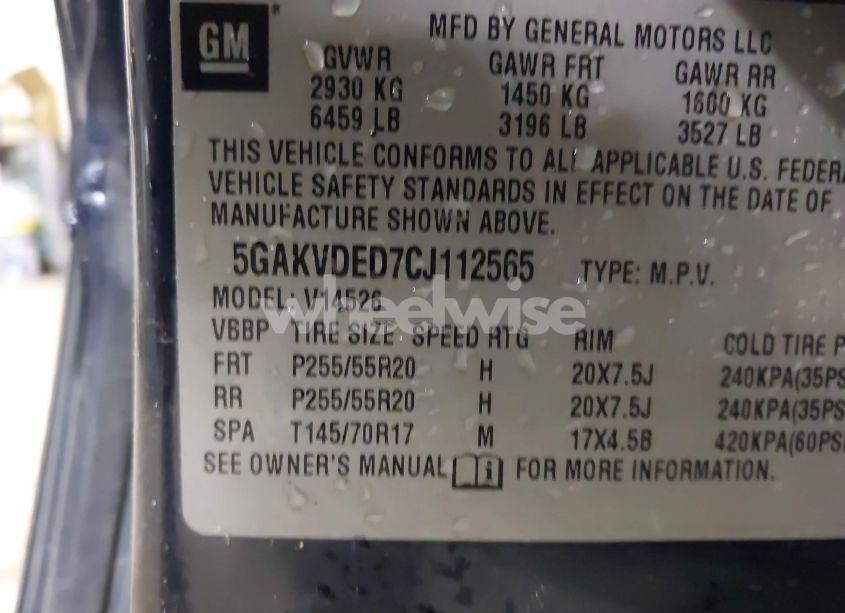 GM
MFD BY GENERAL MOTORS LLC
GVWR GAWR FRT GAWR RR
2930 KG 1450 KG 1600 KG
6459 LB 3196 LB 3527 LB
THIS VEHICLE CONFORMS TO ALL APPLICABLE U.S. FEDERA
VEHICLE SAFETY STANDARDS IN EFFECT ON THE DATE OF
MANUFACTURE SHOWN ABOVE.
5GAKVDED7CJ112565 TYPE: M.P.V.
MODEL: V14526
wheelwise
VBBP TIRE SIZE SPEED RTG RIM COLD TIRE P
FRT P255/55R20 H 20X7.5J 240KPA(35PS
RR P255/55R20 H 20X7.5J 240KPA(35PS
SPA T145/70R17 M 17X4.5B 420KPA(60PS
SEE OWNER'S MANUAL i FOR MORE INFORMATION.